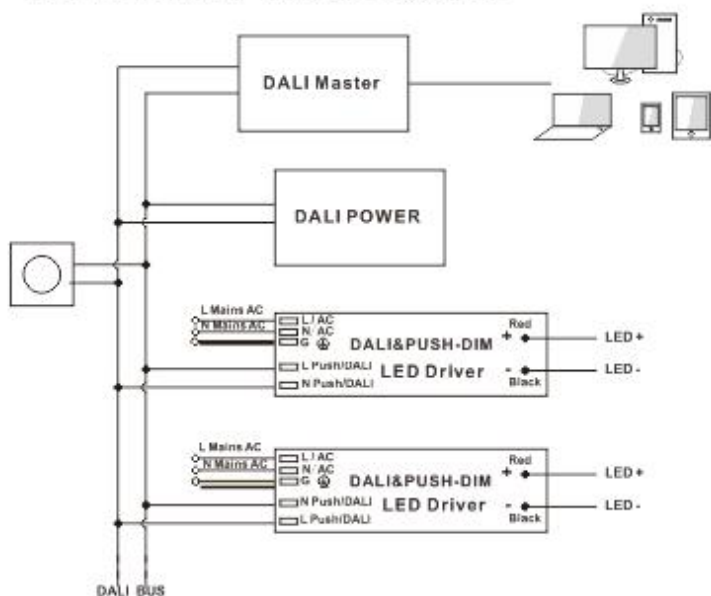 DALI Master
DALI POWER
L Mains AC
N Mains AC
L / AC
N/ AC
G
L Push/DALI
N Push/DALI
DALI&PUSH-DIM
LED Driver
Red
+
-
Black
LED+
LED-
L Mains AC
N Mains AC
L / AC
N/ AC
G
N Push/DALI
L Push/DALI
DALI&PUSH-DIM
LED Driver
Red
+
-
Black
LED+
LED-
DALI BUS